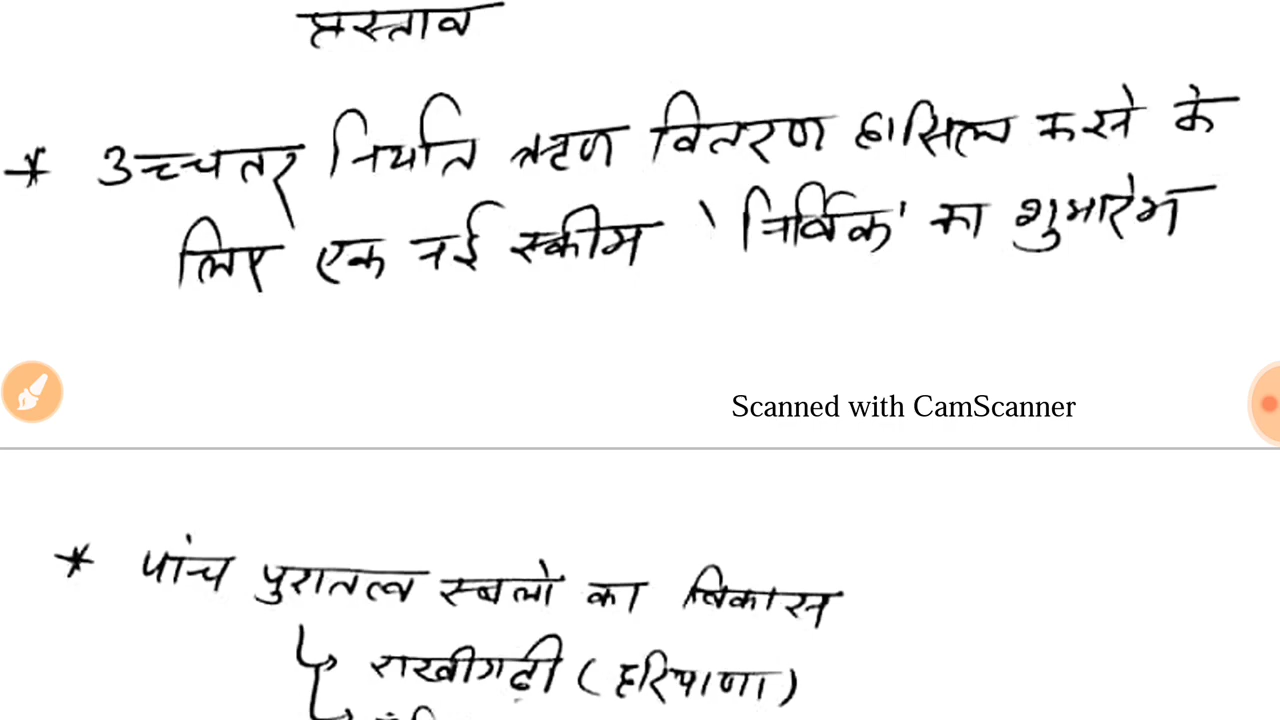 प्रस्ताव
* उच्चतर निर्यात ऋण वितरण हासिल करने के
लिए एक नई स्कीम 'निर्विक' का शुभारंभ
Scanned with CamScanner
* पांच पुरातत्व स्थलों का विकास
राखीगढ़ी (हरियाणा)